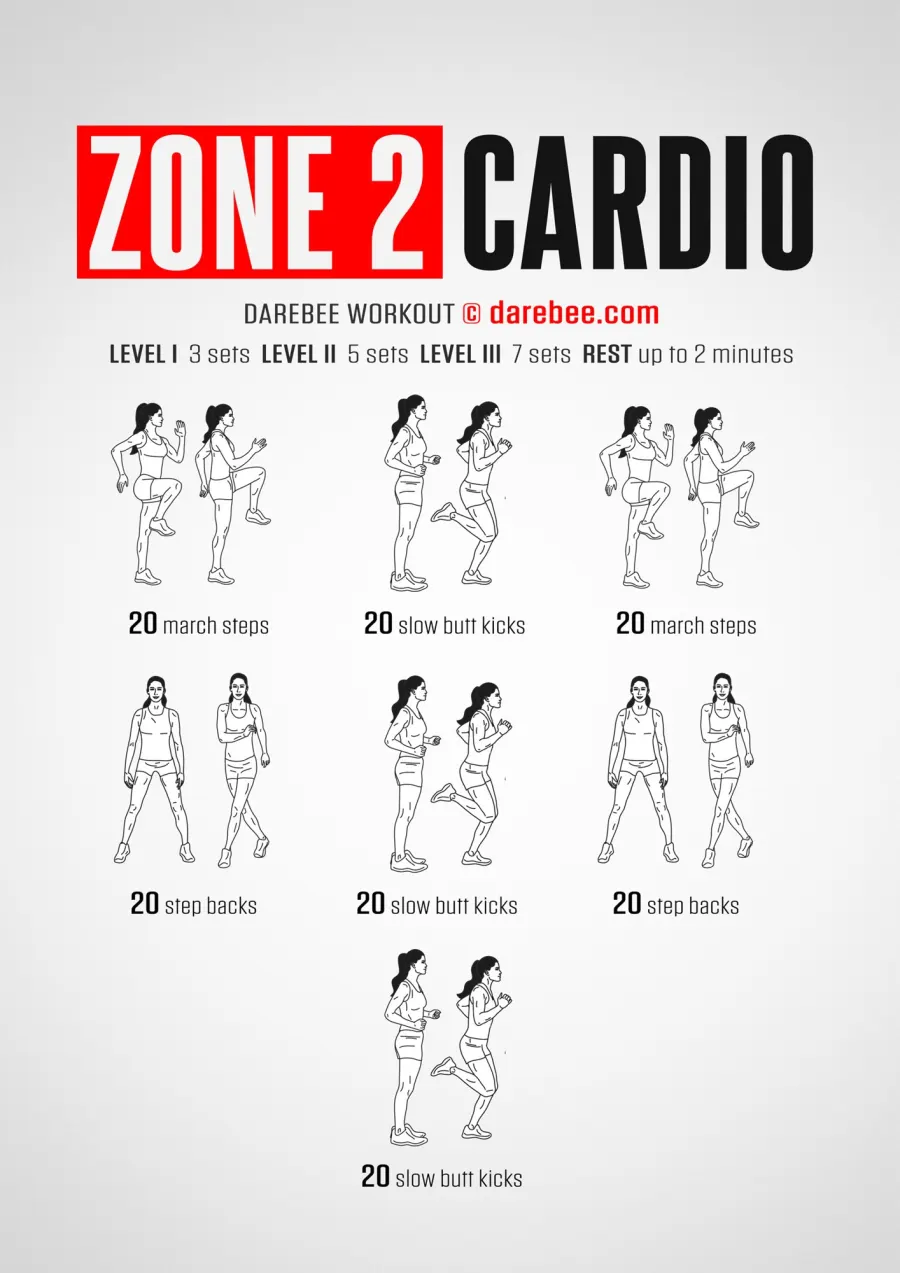 ZONE 2 CARDIO
DAREBEE WORKOUT © darebee.com
LEVEL I 3 sets LEVEL II 5 sets LEVEL III 7 sets REST up to 2 minutes
20 march steps
20 slow butt kicks
20 march steps
20 step backs
20 slow butt kicks
20 step backs
20 slow butt kicks